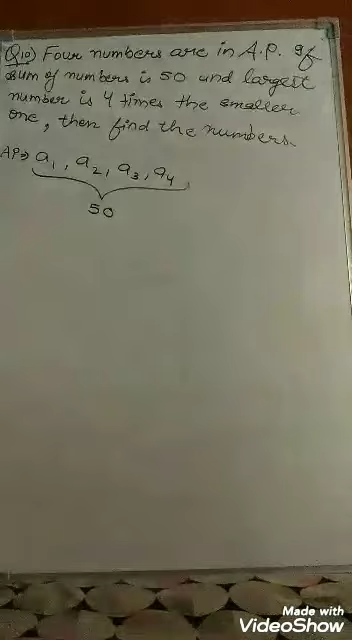 Q10) Four numbers are in A.P. If
sum of numbers is 50 and largest
number is 4 times the smaller
one, then find the numbers.
AP⇒ a₁, a₂, a₃, a₄
50
Made with
VideoShow